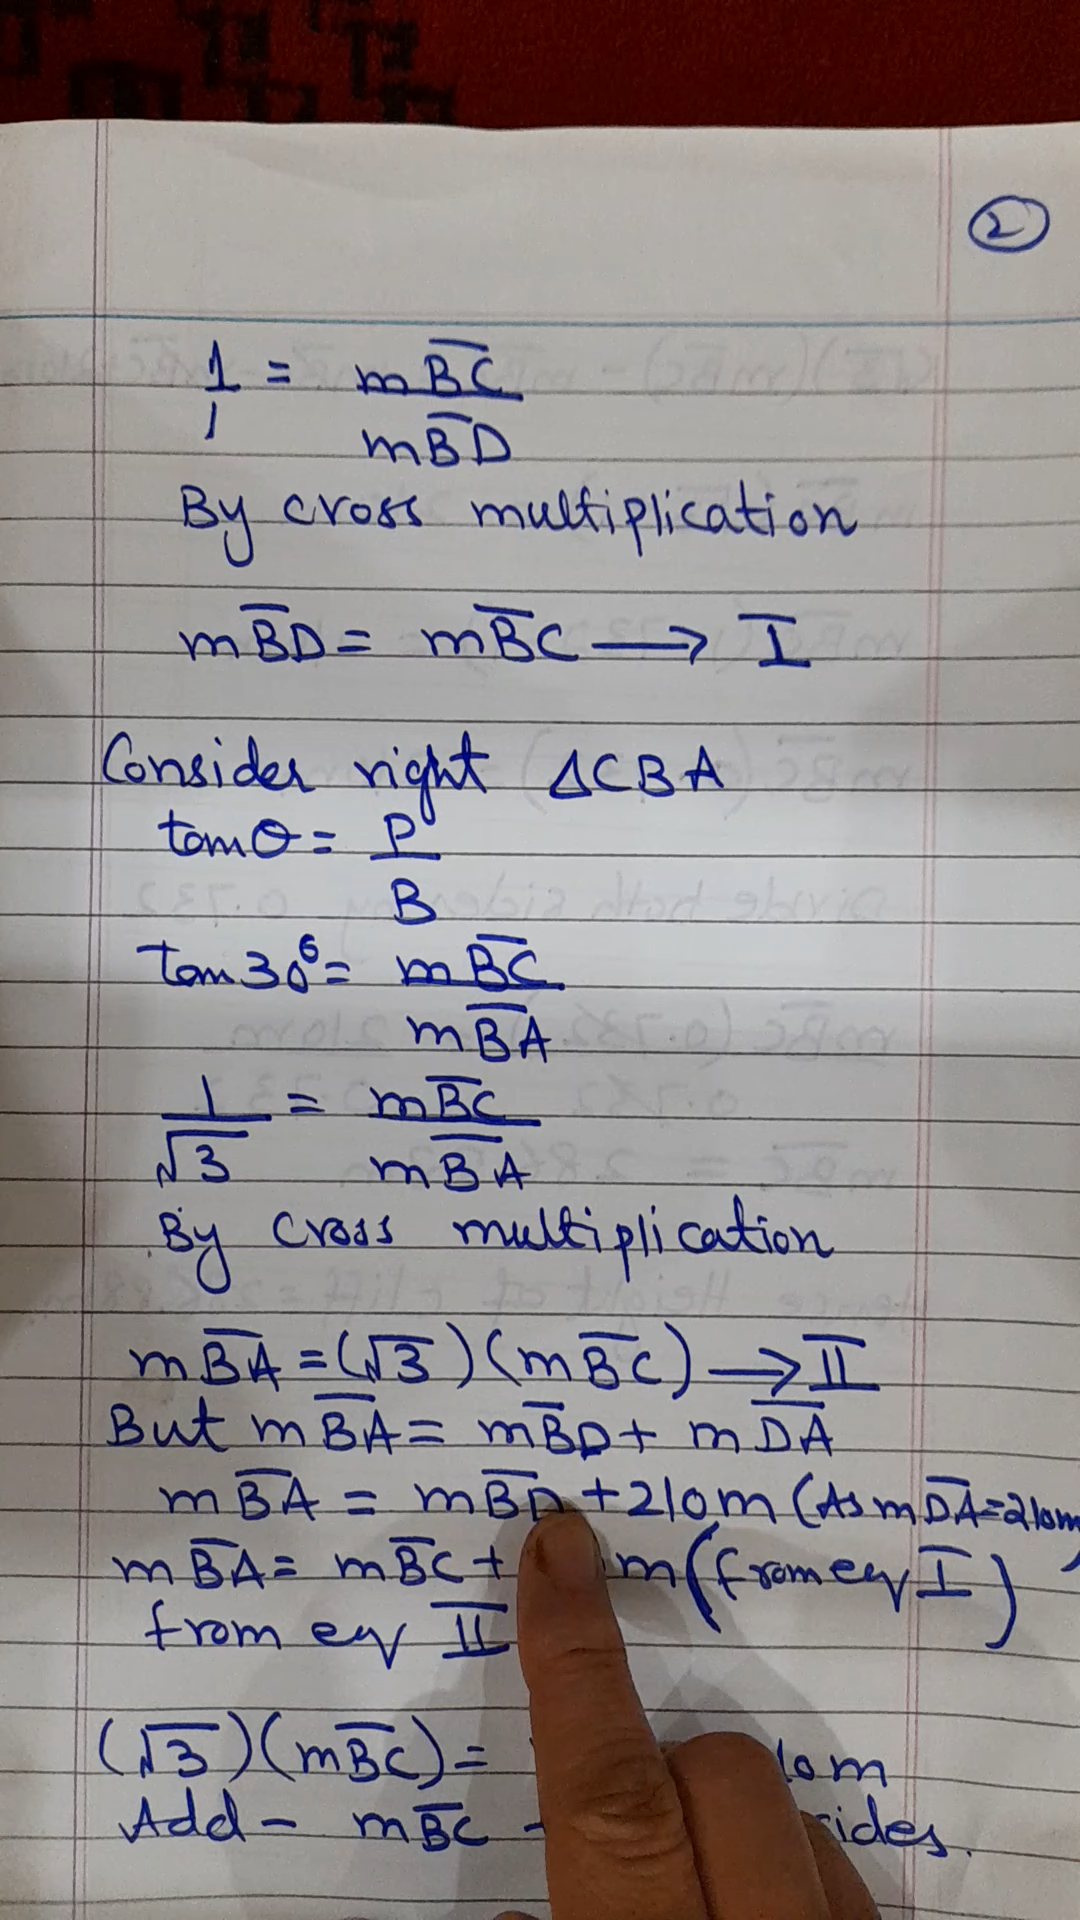 2
1/1 = mBC/mBD
By cross multiplication
mBD = mBC → I
Consider right ΔCBA
tanθ = P/B
tan30° = mBC/mBA
1/√3 = mBC/mBA
By cross multiplication
mBA = (√3)(mBC) → II
But mBA = mBD + mDA
mBA = mBD + 210m (As mDA = 210m)
mBA = mBC + m (from eq I)
from eq II
(√3)(mBC) = 10m
Add - mBC sides.